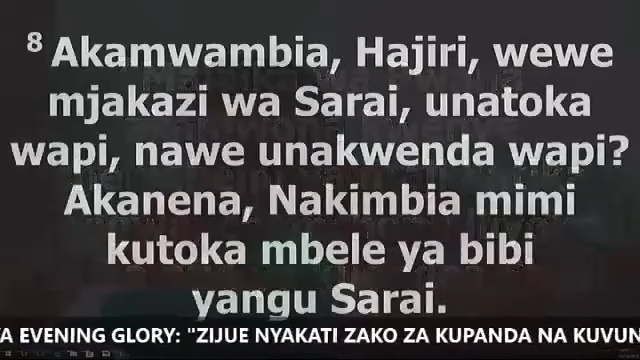 8 Akamwambia, Hajiri, wewe
mjakazi wa Sarai, unatoka
wapi, nawe unakwenda wapi?
Akanena, Nakimbia mimi
kutoka mbele ya bibi
yangu Sarai.
EVENING GLORY: "ZIJUE NYAKATI ZAKO ZA KUPANDA NA